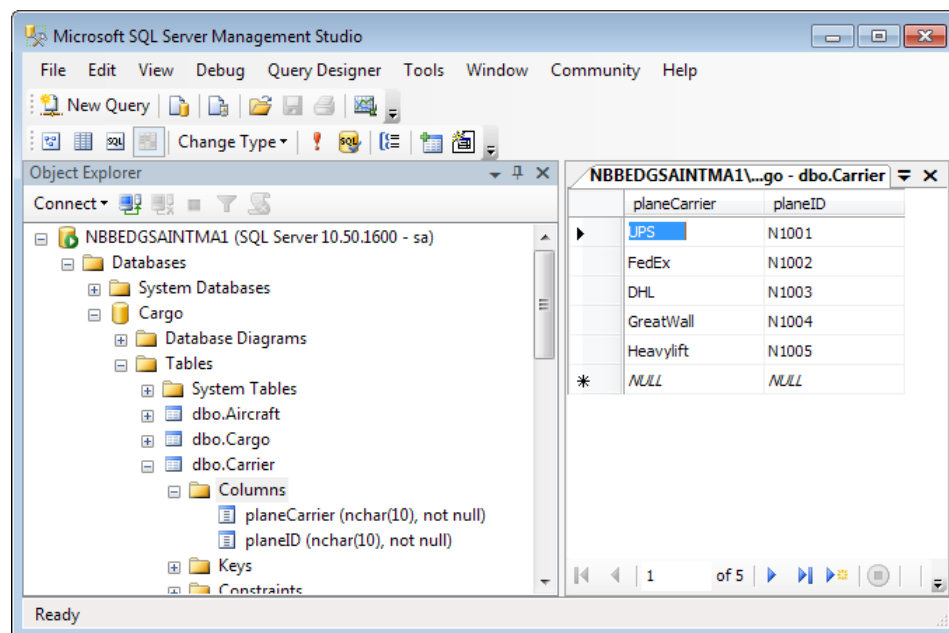 Microsoft SQL Server Management Studio
File Edit View Debug Query Designer Tools Window Community Help
New Query
Change Type
Object Explorer
Connect
NBBEDGSAINTMA1 (SQL Server 10.50.1600 - sa)
Databases
System Databases
Cargo
Database Diagrams
Tables
System Tables
dbo.Aircraft
dbo.Cargo
dbo.Carrier
Columns
planeCarrier (nchar(10), not null)
planeID (nchar(10), not null)
Keys
Constraints
NBBEDGSAINTMA1\...go - dbo.Carrier
planeCarrier planeID
UPS N1001
FedEx N1002
DHL N1003
GreatWall N1004
Heavylift N1005
NULL NULL
1 of 5
Ready